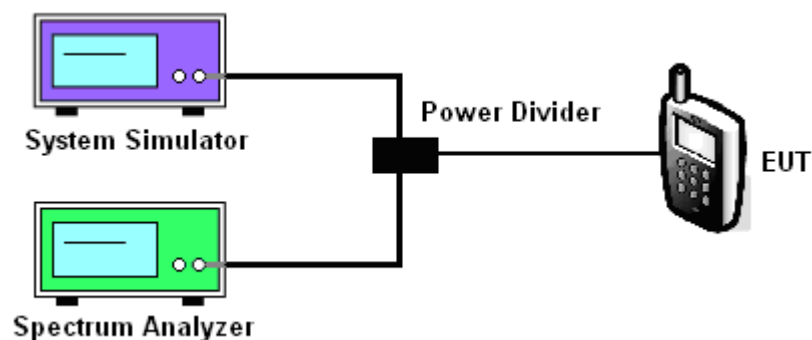 System Simulator
Power Divider
EUT
Spectrum Analyzer